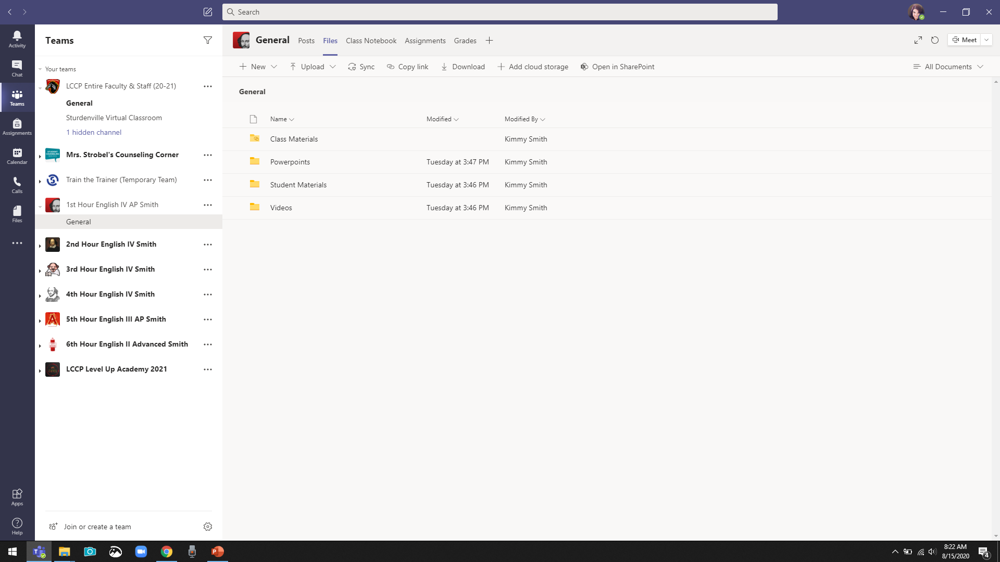 Search
Activity
Chat
Teams
Assignments
Calendar
Calls
Files
Apps
Help
Teams
Your teams
LCCP Entire Faculty & Staff (20-21)
General
Sturdenville Virtual Classroom
1 hidden channel
Mrs. Strobel's Counseling Corner
Train the Trainer (Temporary Team)
1st Hour English IV AP Smith
General
2nd Hour English IV Smith
3rd Hour English IV Smith
4th Hour English IV Smith
5th Hour English III AP Smith
6th Hour English II Advanced Smith
LCCP Level Up Academy 2021
Join or create a team
General Posts Files Class Notebook Assignments Grades Meet
New Upload Sync Copy link Download Add cloud storage Open in SharePoint All Documents
General
Name Modified Modified By
Class Materials Kimmy Smith
Powerpoints Tuesday at 3:47 PM Kimmy Smith
Student Materials Tuesday at 3:46 PM Kimmy Smith
Videos Tuesday at 3:46 PM Kimmy Smith
8:22 AM
8/15/2020
4